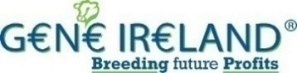 G€N€ IR€LAND®
Breeding future Profits